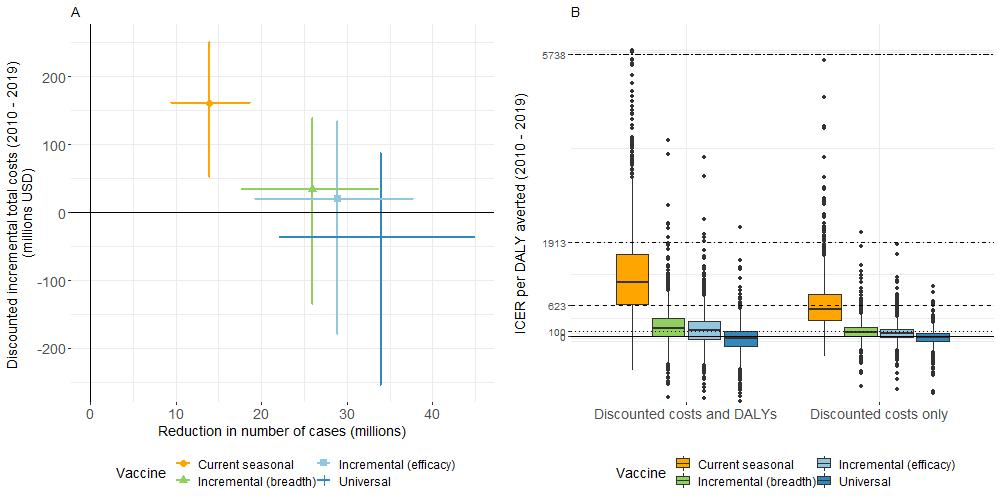 A
Discounted incremental total costs (2010 - 2019)
(millions USD)
200
100
0
-100
-200
0
10
20
30
40
Reduction in number of cases (millions)
Vaccine
Current seasonal
Incremental (breadth)
Incremental (efficacy)
Universal
B
ICER per DALY averted (2010 - 2019)
5738
1913
623
100
0
Discounted costs and DALYs
Discounted costs only
Vaccine
Current seasonal
Incremental (breadth)
Incremental (efficacy)
Universal